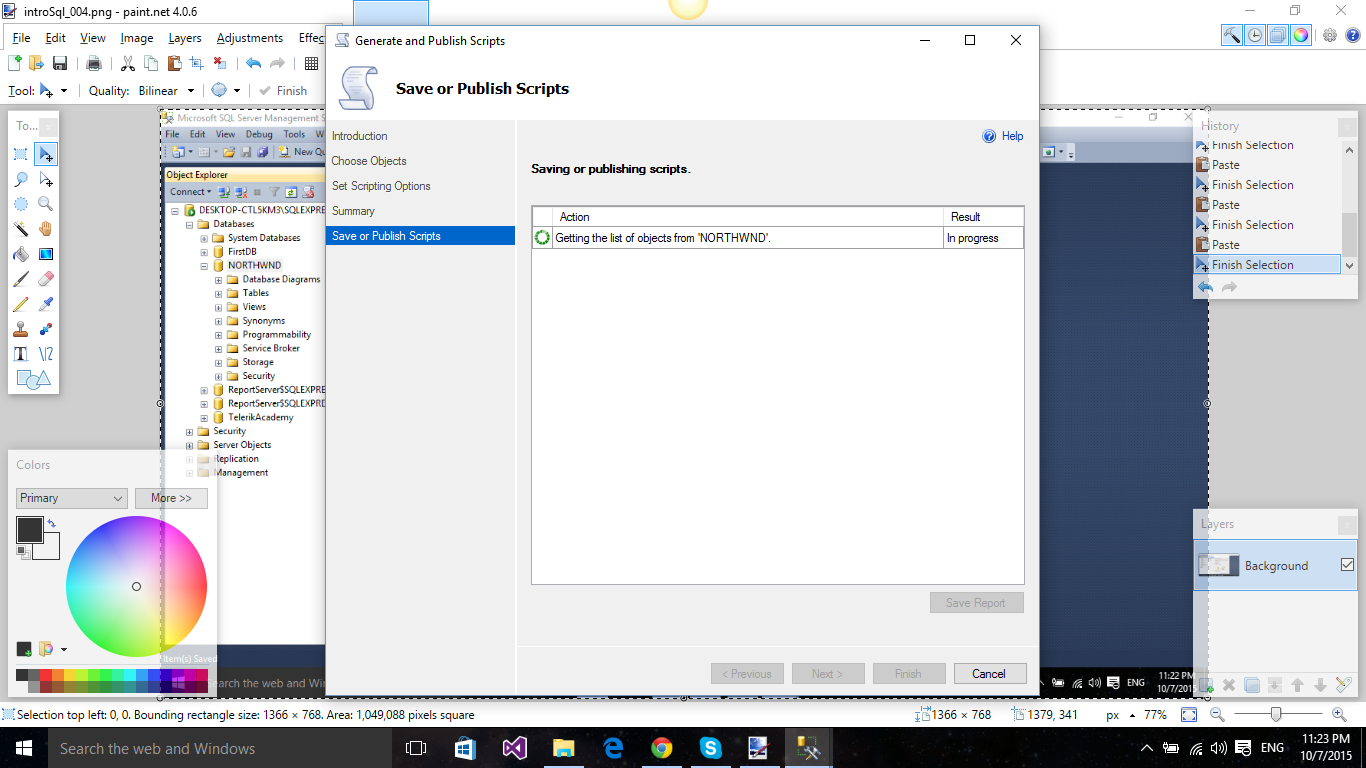 introSql_004.png - paint.net 4.0.6
File Edit View Image Layers Adjustments Effec
Tool: Quality: Bilinear Finish
To...
Microsoft SQL Server Management S
File Edit View Debug Tools W
New Qu
Object Explorer
Connect
DESKTOP-CTL5KM3\SQLEXPRE
Databases
System Databases
FirstDB
NORTHWND
Database Diagrams
Tables
Views
Synonyms
Programmability
Service Broker
Storage
Security
ReportServer$SQLEXPRE
ReportServer$SQLEXPRE
TelerikAcademy
Security
Server Objects
Replication
Management
Colors
Primary More >>
Item(s) Saved
Search the web and Win
Generate and Publish Scripts
Save or Publish Scripts
Introduction
Choose Objects
Set Scripting Options
Summary
Save or Publish Scripts
Help
Saving or publishing scripts.
Action Result
Getting the list of objects from 'NORTHWND'. In progress
Save Report
< Previous Next > Finish Cancel
History
Finish Selection
Paste
Finish Selection
Paste
Finish Selection
Paste
Finish Selection
Layers
Background
ENG 11:22 PM
10/7/2015
Selection top left: 0, 0. Bounding rectangle size: 1366 × 768. Area: 1,049,088 pixels square 1366 × 768 1379, 341 px 77%
Search the web and Windows
ENG 11:23 PM
10/7/2015